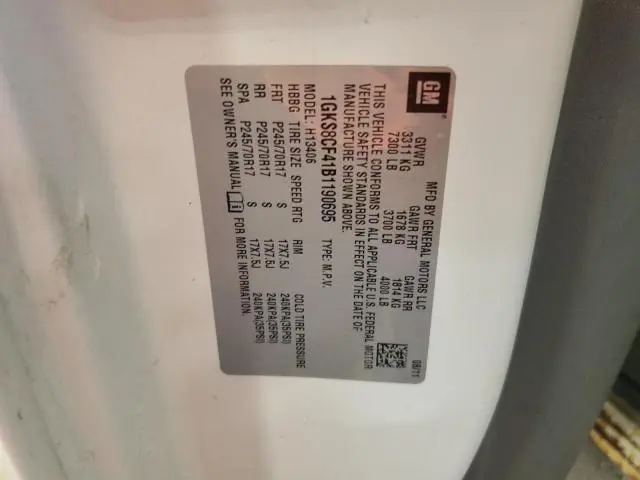 GM
MFD BY GENERAL MOTORS LLC 08/11
GVWR GAWR FRT GAWR RR
3311 KG 1678 KG 1814 KG
7300 LB 3700 LB 4000 LB
THIS VEHICLE CONFORMS TO ALL APPLICABLE U.S. FEDERAL MOTOR
VEHICLE SAFETY STANDARDS IN EFFECT ON THE DATE OF
MANUFACTURE SHOWN ABOVE.
1GKS8CF41B1190695 TYPE: M.P.V.
MODEL: H13406
HBBG TIRE SIZE SPEED RTG RIM COLD TIRE PRESSURE
FRT P245/70R17 S 17X7.5J 240KPA(35PSI)
RR P245/70R17 S 17X7.5J 240KPA(35PSI)
SPA P245/70R17 S 17X7.5J 240KPA(35PSI)
SEE OWNER'S MANUAL FOR MORE INFORMATION.